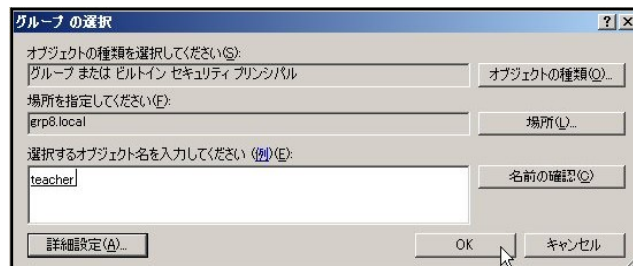 グループ の選択
オブジェクトの種類を選択してください(S):
グループ または ビルトイン セキュリティ プリンシパル
オブジェクトの種類(O)...
場所を指定してください(F):
grp8.local
場所(L)...
選択するオブジェクト名を入力してください (例)(E):
teacher
名前の確認(C)
詳細設定(A)...
OK
キャンセル